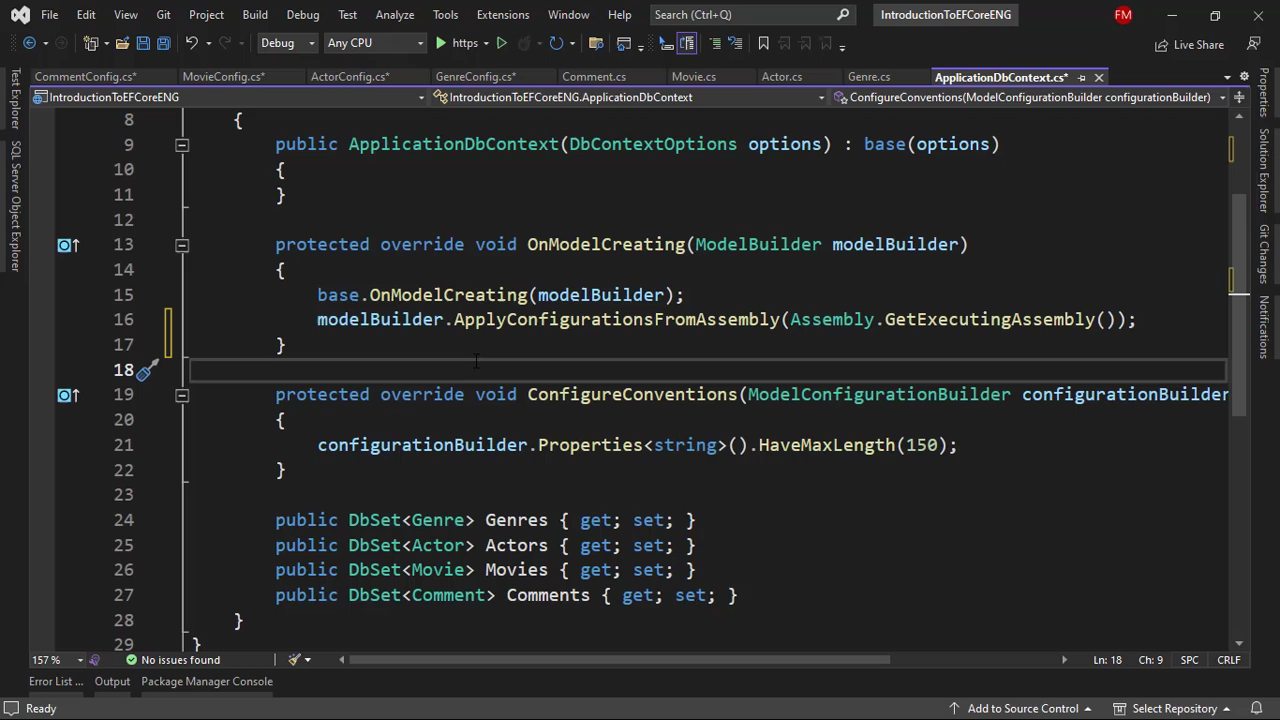 File Edit View Git Project Build Debug Test Analyze Tools Extensions Window Help Search (Ctrl+Q) IntroductionToEFCoreENG FM
Debug Any CPU https Live Share
CommentConfig.cs* MovieConfig.cs* ActorConfig.cs* GenreConfig.cs* Comment.cs Movie.cs Actor.cs Genre.cs ApplicationDbContext.cs*
IntroductionToEFCoreENG IntroductionToEFCoreENG.ApplicationDbContext ConfigureConventions(ModelConfigurationBuilder configurationBuilder)
Test Explorer
SQL Server Object Explorer
8 {
9 public ApplicationDbContext(DbContextOptions options) : base(options)
10 {
11 }
12
13 protected override void OnModelCreating(ModelBuilder modelBuilder)
14 {
15 base.OnModelCreating(modelBuilder);
16 modelBuilder.ApplyConfigurationsFromAssembly(Assembly.GetExecutingAssembly());
17 }
18
19 protected override void ConfigureConventions(ModelConfigurationBuilder configurationBuilder
20 {
21 configurationBuilder.Properties<string>().HaveMaxLength(150);
22 }
23
24 public DbSet<Genre> Genres { get; set; }
25 public DbSet<Actor> Actors { get; set; }
26 public DbSet<Movie> Movies { get; set; }
27 public DbSet<Comment> Comments { get; set; }
28 }
29 }
Properties
Solution Explorer
Git Changes
Notifications
157 % No issues found Ln: 18 Ch: 9 SPC CRLF
Error List ... Output Package Manager Console
Ready Add to Source Control Select Repository